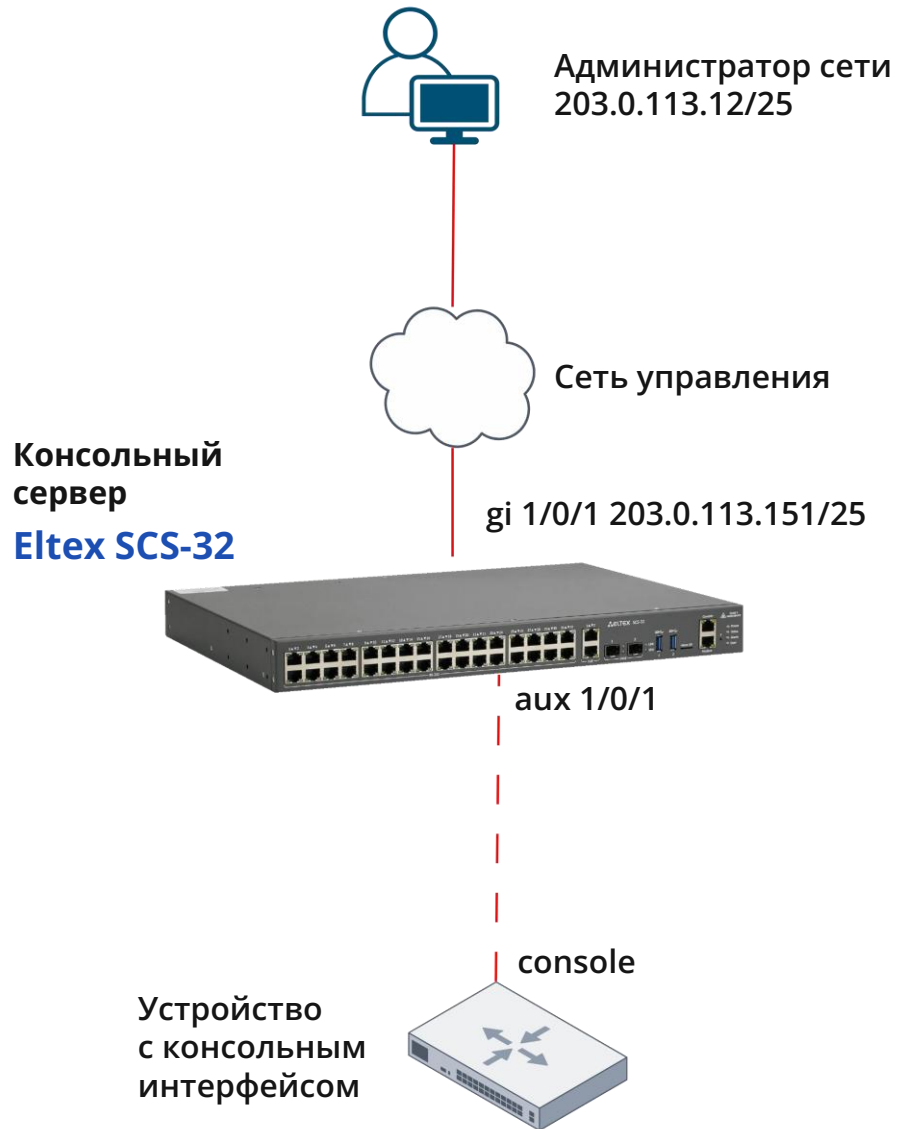 Администратор сети
203.0.113.12/25
Сеть управления
Консольный
сервер
Eltex SCS-32
gi 1/0/1 203.0.113.151/25
ELTEX
aux 1/0/1
console
Устройство
с консольным
интерфейсом